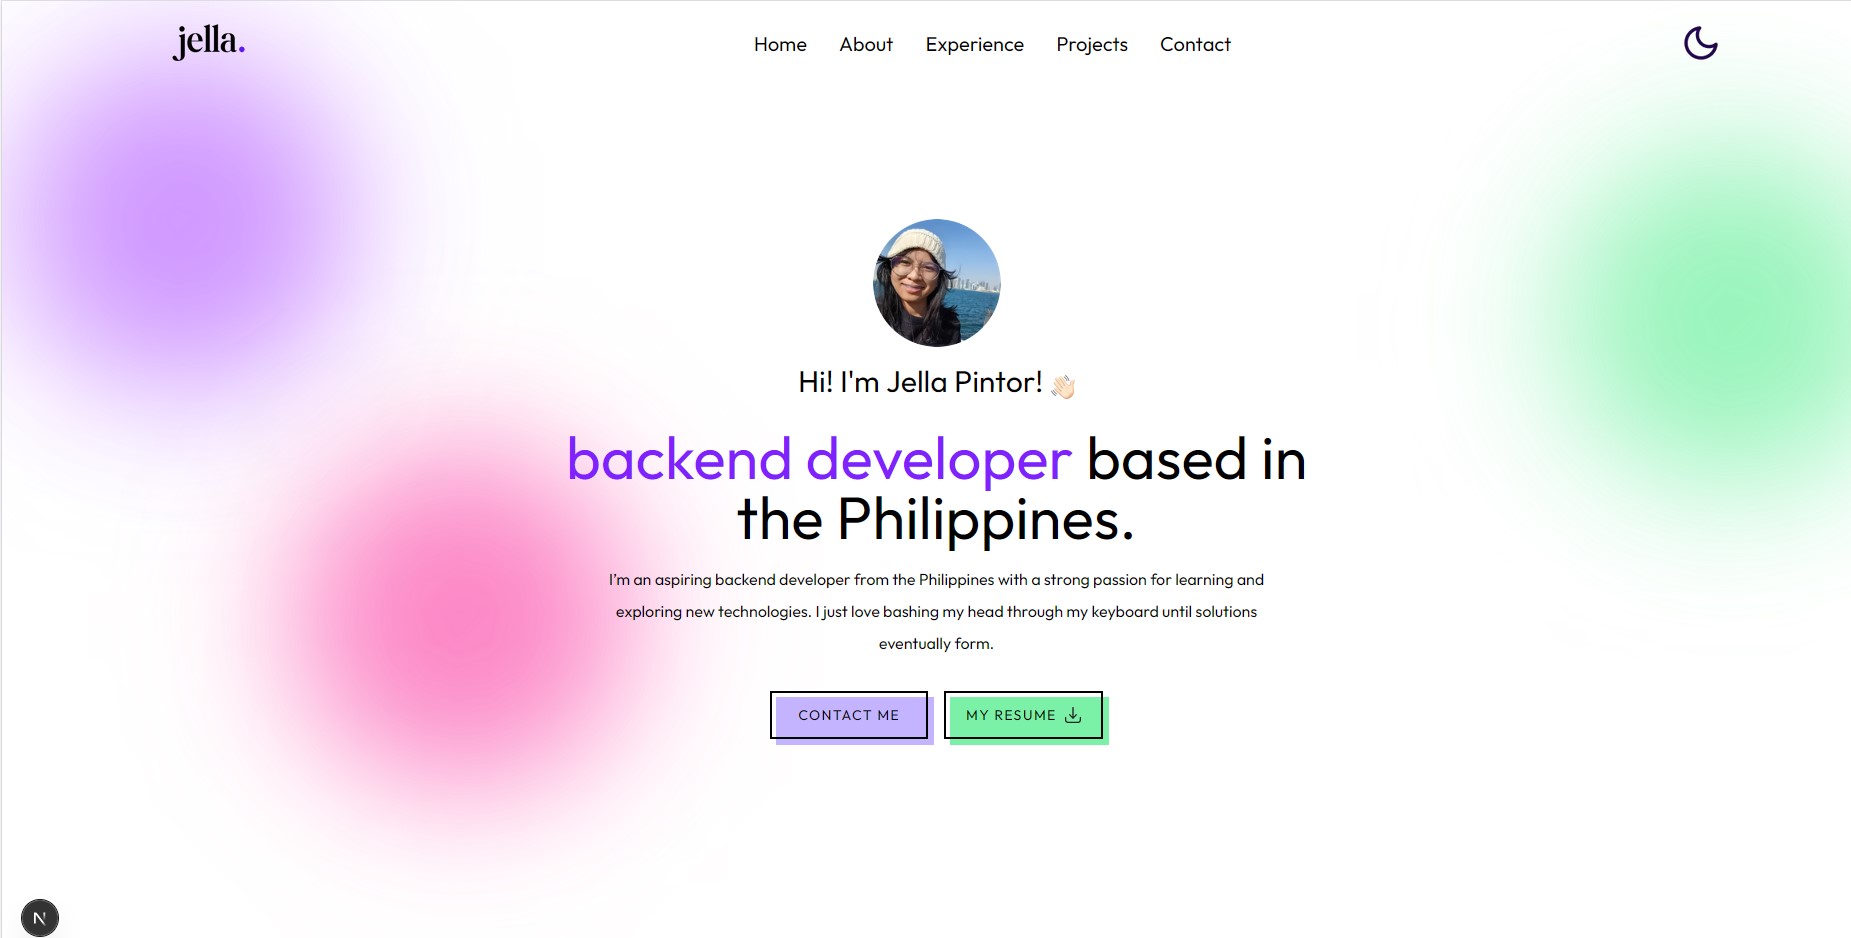 jella.
Home About Experience Projects Contact
Hi! I'm Jella Pintor! 👋🏻
backend developer based in
the Philippines.
I'm an aspiring backend developer from the Philippines with a strong passion for learning and
exploring new technologies. I just love bashing my head through my keyboard until solutions
eventually form.
CONTACT ME
MY RESUME
N